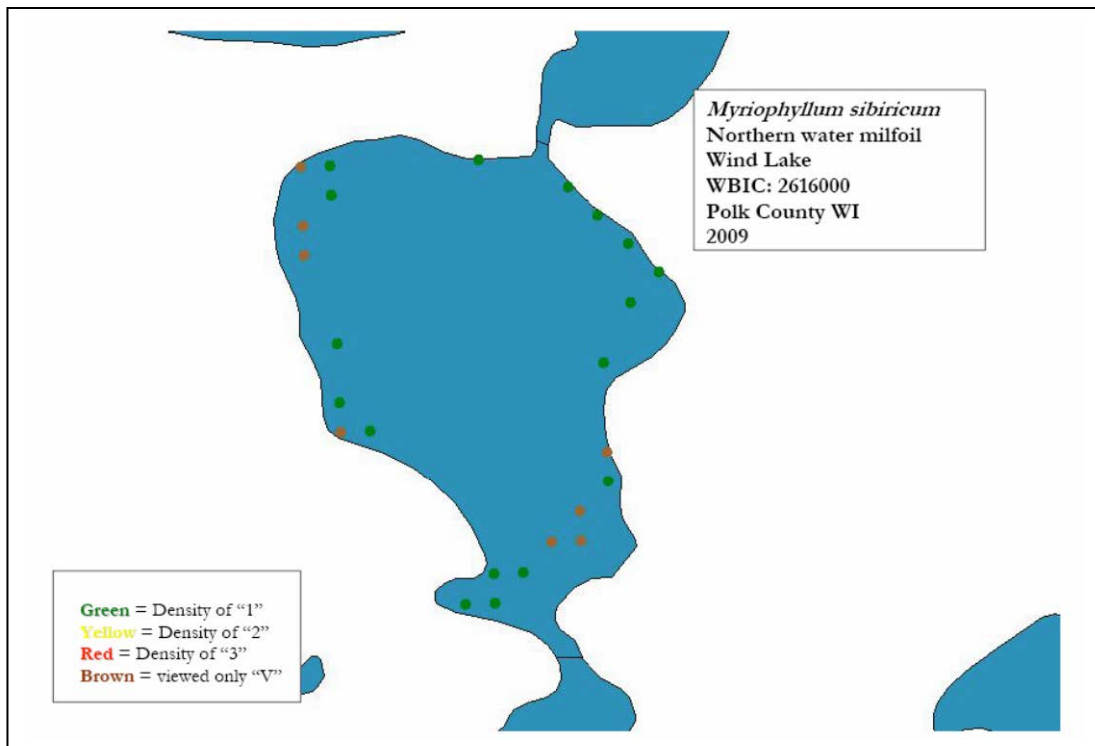 Myriophyllum sibiricum
Northern water milfoil
Wind Lake
WBIC: 2616000
Polk County WI
2009
Green = Density of “1”
Yellow = Density of “2”
Red = Density of “3”
Brown = viewed only “V”